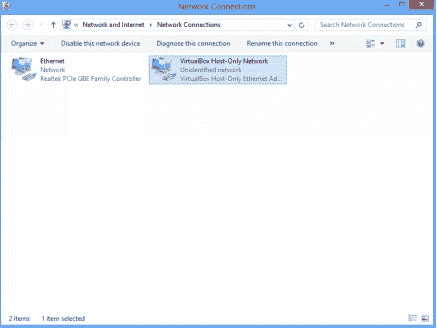 Network Connections
« Network and Internet ▸ Network Connections
Search Network Connections
Organize Disable this network device Diagnose this connection Rename this connection »
Ethernet
Network
Realtek PCIe GBE Family Controller
VirtualBox Host-Only Network
Unidentified network
VirtualBox Host-Only Ethernet Ad...
2 items 1 item selected